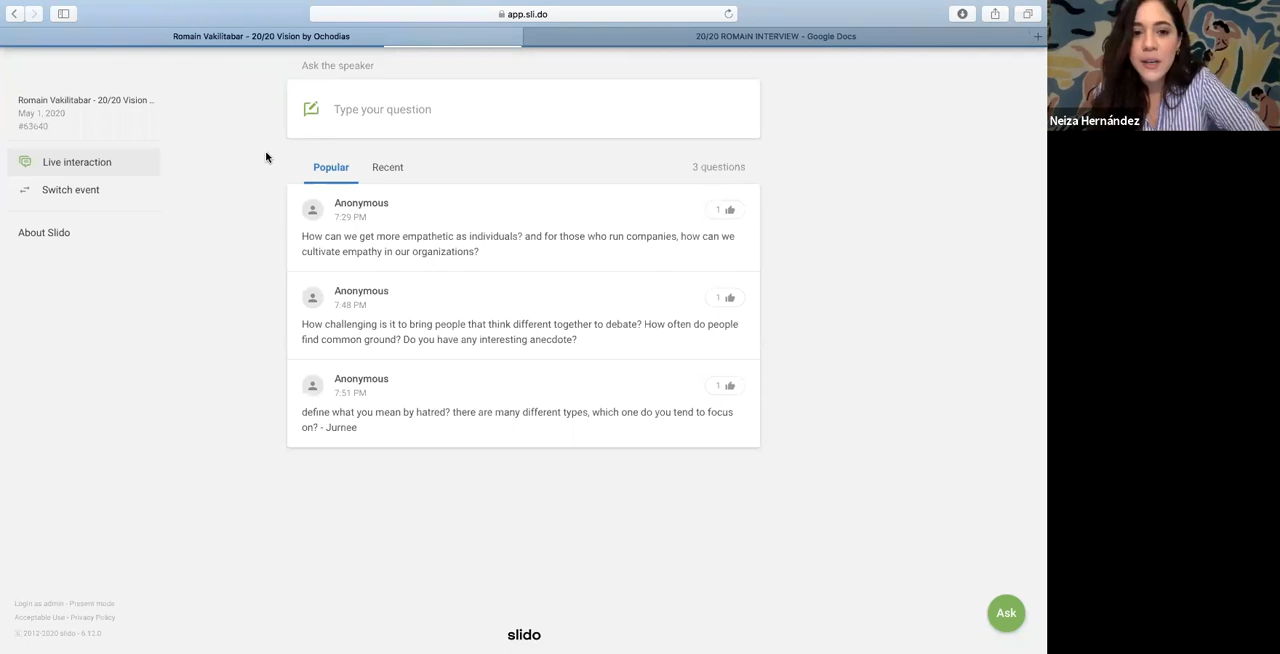 app.sli.do
Romain Vakilitabar - 20/20 Vision by Ochodias
20/20 ROMAiN INTERVIEW - Google Docs
Neiza Hernández
Romain Vakilitabar - 20/20 Vision ...
May 1, 2020
#63640
Live interaction
Switch event
About Slido
Ask the speaker
Type your question
Popular
Recent
3 questions
Anonymous
7:29 PM
1
How can we get more empathetic as individuals? and for those who run companies, how can we
cultivate empathy in our organizations?
Anonymous
7:48 PM
1
How challenging is it to bring people that think different together to debate? How often do people
find common ground? Do you have any interesting anecdote?
Anonymous
7:51 PM
1
define what you mean by hatred? there are many different types, which one do you tend to focus
on? - Jurnee
Login as admin - Present mode
Acceptable Use - Privacy Policy
2012-2020 slido - 6.12.0
slido
Ask